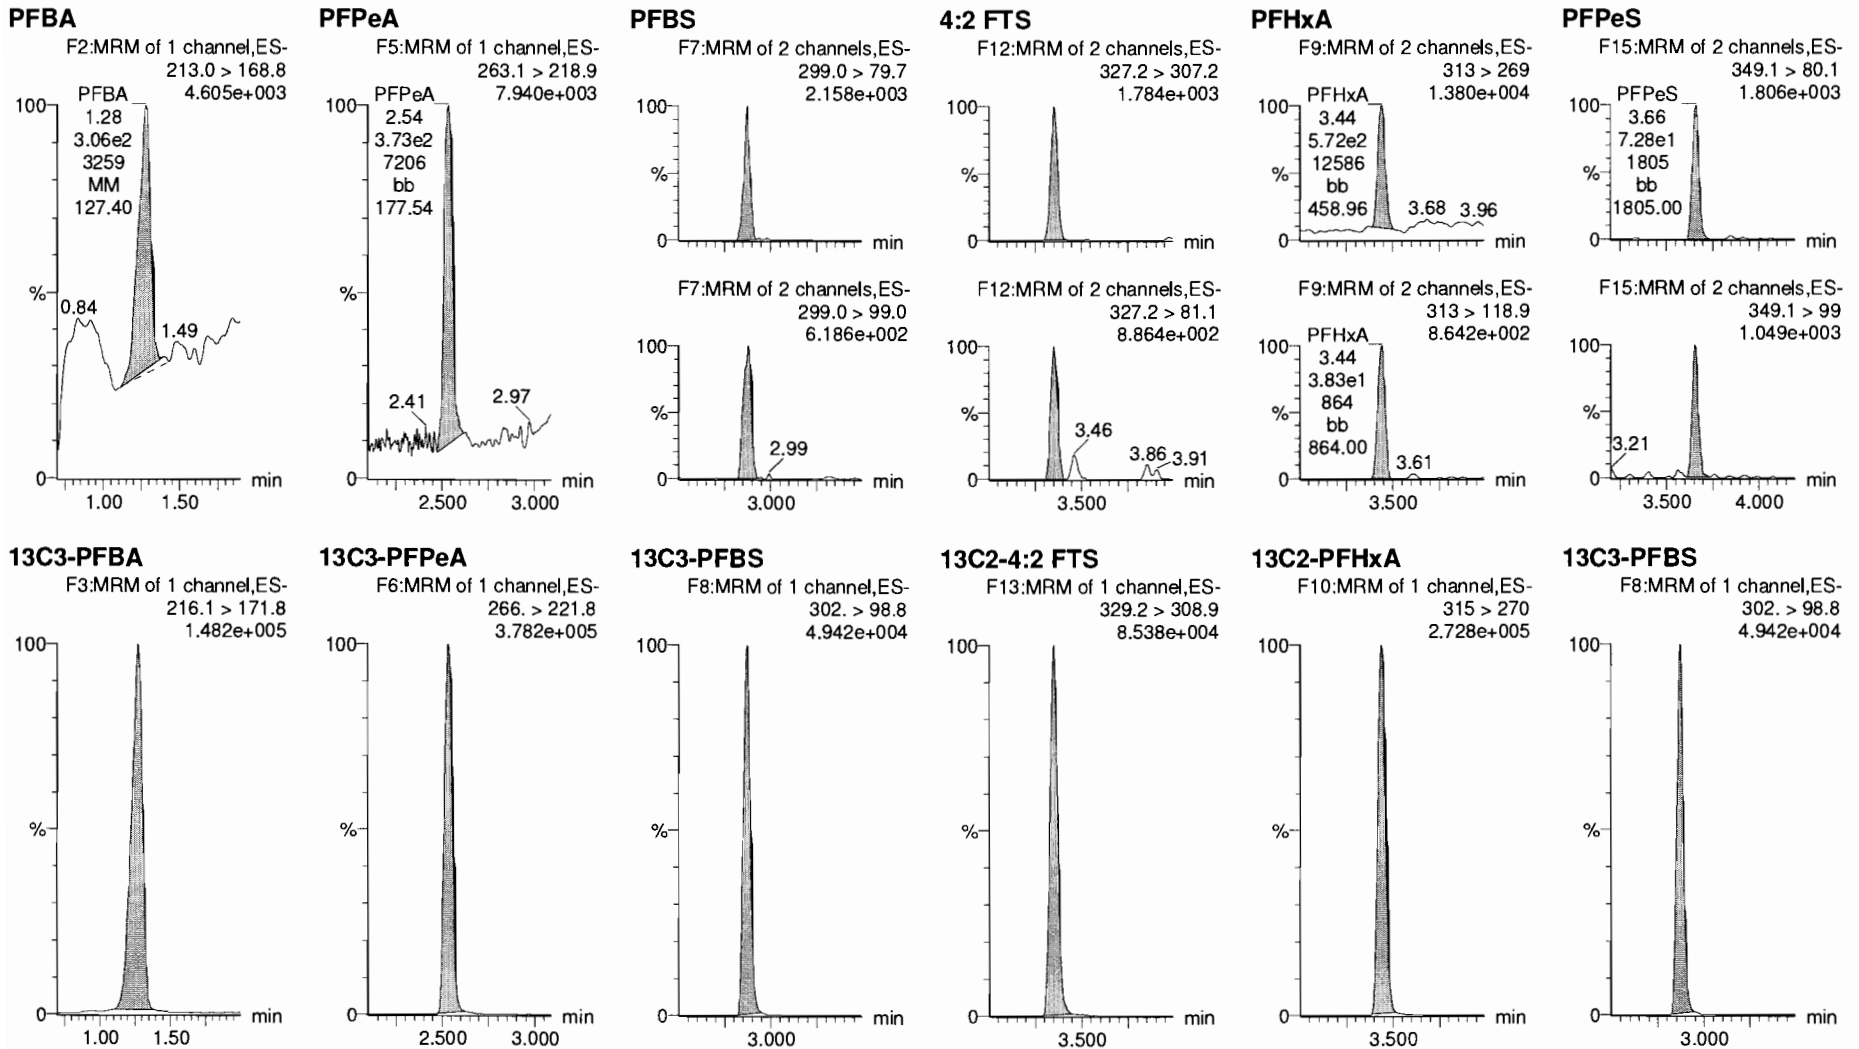 PFBA
F2:MRM of 1 channel,ES-
213.0 > 168.8
4.605e+003
100
PFBA
1.28
3.06e2
3259
MM
127.40
%
0.84
1.49
0
min
1.00 1.50
PFPeA
F5:MRM of 1 channel,ES-
263.1 > 218.9
7.940e+003
100
PFPeA
2.54
3.73e2
7206
bb
177.54
%
2.41
2.97
0
min
2.500 3.000
PFBS
F7:MRM of 2 channels,ES-
299.0 > 79.7
2.158e+003
100
%
0
min
F7:MRM of 2 channels,ES-
299.0 > 99.0
6.186e+002
100
%
2.99
0
min
3.000
4:2 FTS
F12:MRM of 2 channels,ES-
327.2 > 307.2
1.784e+003
100
%
0
min
F12:MRM of 2 channels,ES-
327.2 > 81.1
8.864e+002
100
%
3.46
3.86 3.91
0
min
3.500
PFHxA
F9:MRM of 2 channels,ES-
313 > 269
1.380e+004
100
PFHxA
3.44
5.72e2
12586
bb
458.96
%
3.68 3.96
0
min
F9:MRM of 2 channels,ES-
313 > 118.9
8.642e+002
100
PFHxA
3.44
3.83e1
864
bb
864.00
%
3.61
0
min
3.500
PFPeS
F15:MRM of 2 channels,ES-
349.1 > 80.1
1.806e+003
100
PFPeS
3.66
7.28e1
1805
bb
1805.00
%
0
min
F15:MRM of 2 channels,ES-
349.1 > 99
1.049e+003
100
%
3.21
0
min
3.500 4.000
13C3-PFBA
F3:MRM of 1 channel,ES-
216.1 > 171.8
1.482e+005
100
%
0
min
1.00 1.50
13C3-PFPeA
F6:MRM of 1 channel,ES-
266. > 221.8
3.782e+005
100
%
0
min
2.500 3.000
13C3-PFBS
F8:MRM of 1 channel,ES-
302. > 98.8
4.942e+004
100
%
0
min
3.000
13C2-4:2 FTS
F13:MRM of 1 channel,ES-
329.2 > 308.9
8.538e+004
100
%
0
min
3.500
13C2-PFHxA
F10:MRM of 1 channel,ES-
315 > 270
2.728e+005
100
%
0
min
3.500
13C3-PFBS
F8:MRM of 1 channel,ES-
302. > 98.8
4.942e+004
100
%
0
min
3.000